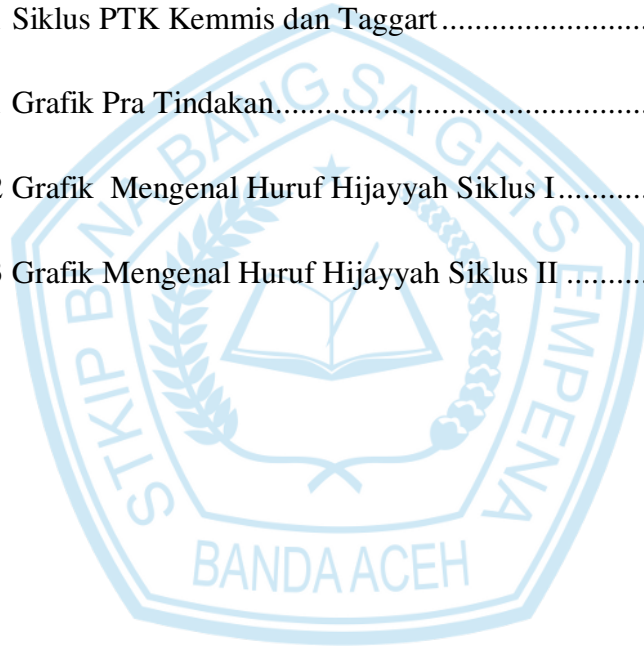 Siklus PTK Kemmis dan Taggart........................
Grafik Pra Tindakan.............................................
2 Grafik Mengenal Huruf Hijayyah Siklus I............
Grafik Mengenal Huruf Hijayyah Siklus II ..........
STKIP BINA BANGSA GETSEMPENA
BANDA ACEH